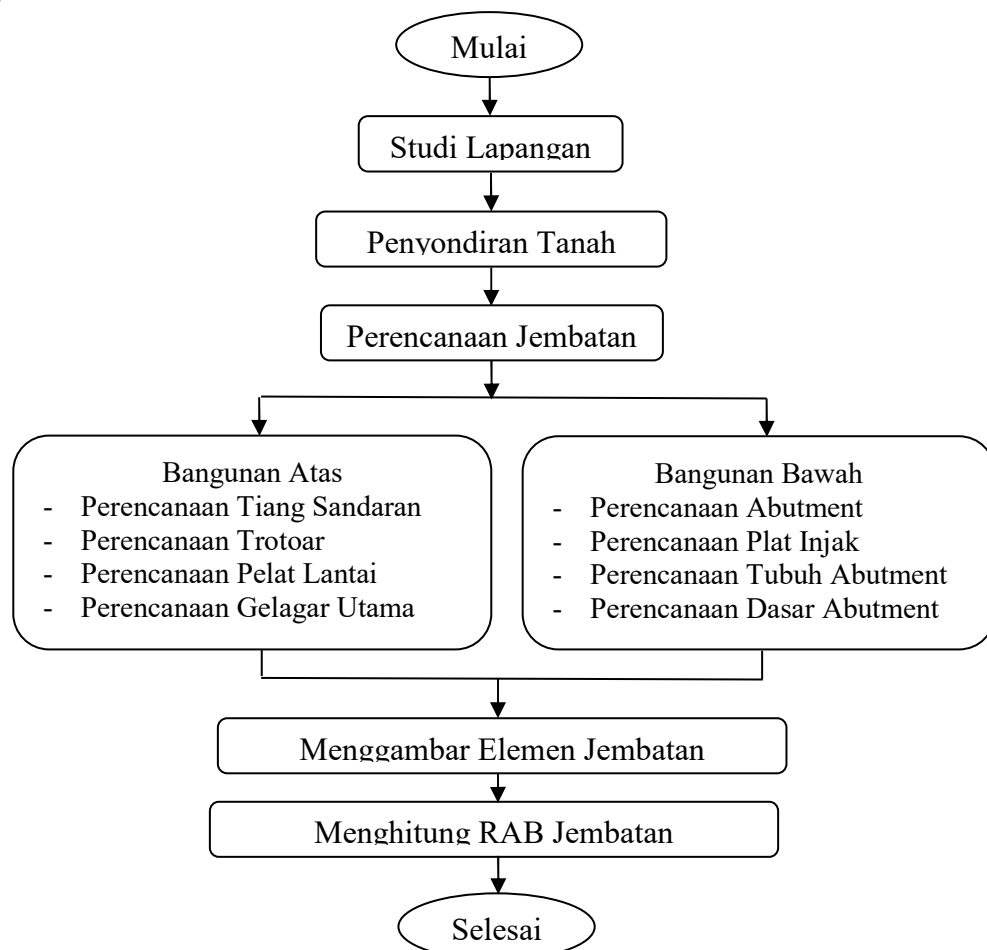 Mulai
Studi Lapangan
Penyondiran Tanah
Perencanaan Jembatan
Bangunan Atas
- Perencanaan Tiang Sandaran
- Perencanaan Trotoar
- Perencanaan Pelat Lantai
- Perencanaan Gelagar Utama
Bangunan Bawah
- Perencanaan Abutment
- Perencanaan Plat Injak
- Perencanaan Tubuh Abutment
- Perencanaan Dasar Abutment
Menggambar Elemen Jembatan
Menghitung RAB Jembatan
Selesai